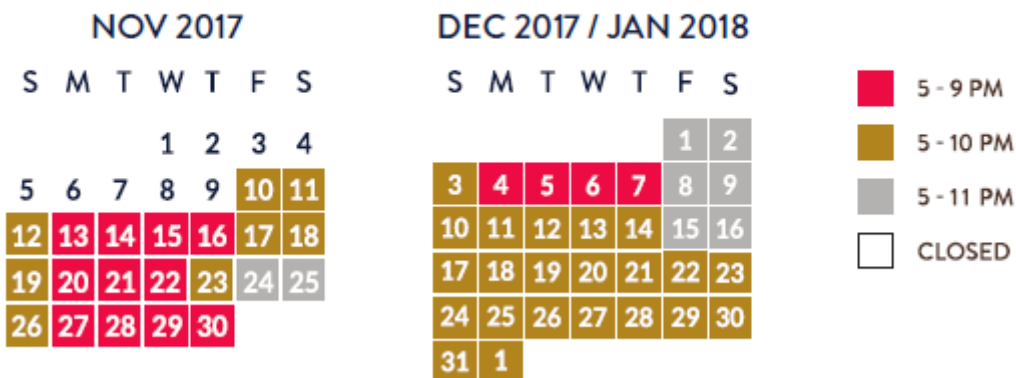 NOV 2017
S M T W T F S
1 2 3 4
5 6 7 8 9 10 11
12 13 14 15 16 17 18
19 20 21 22 23 24 25
26 27 28 29 30
DEC 2017 / JAN 2018
S M T W T F S
1 2
3 4 5 6 7 8 9
10 11 12 13 14 15 16
17 18 19 20 21 22 23
24 25 26 27 28 29 30
31 1
5 - 9 PM
5 - 10 PM
5 - 11 PM
CLOSED